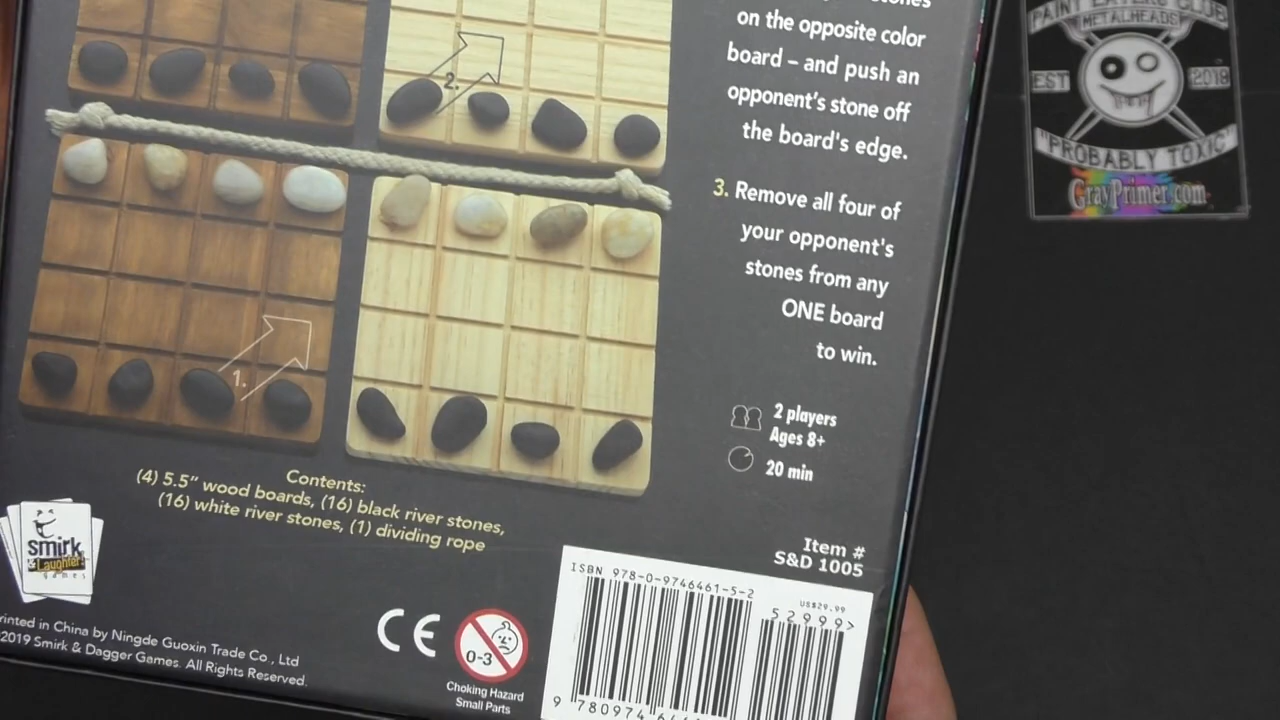 on the opposite color
board – and push an
opponent's stone off
the board's edge.
3. Remove all four of
your opponent's
stones from any
ONE board
to win.
2 players
Ages 8+
20 min
2.
1.
Contents:
(4) 5.5" wood boards, (16) black river stones,
(16) white river stones, (1) dividing rope
smirk
& Laughter
games
Item #
S&D 1005
ISBN 978-0-9746461-5-2
US$29.99
52999>
9 780974
CE
0-3
Choking Hazard
Small Parts
rinted in China by Ningde Guoxin Trade Co., Ltd
2019 Smirk & Dagger Games. All Rights Reserved.
PAINT EATERS CLUB
METALHEADS
EST 2019
"PROBABLY TOXIC"
GrayPrimer.com